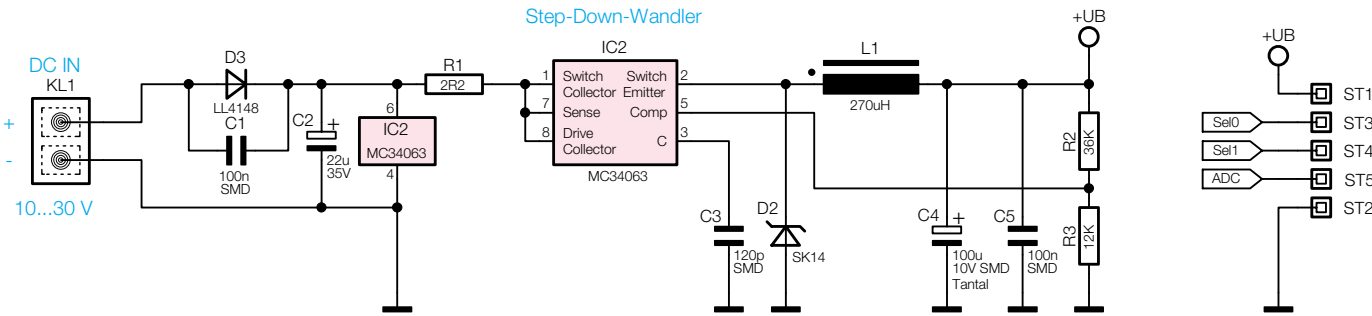 Step-Down-Wandler
DC IN
KL1
+
-
10...30 V
D3
LL4148
C1
100n
SMD
C2
+
22u
35V
6
IC2
MC34063
4
R1
2R2
IC2
1 Switch Collector
7 Sense
8 Drive Collector
Switch Emitter 2
Comp 5
C 3
MC34063
C3
120p
SMD
D2
SK14
L1
270uH
C4
+
100u
10V SMD
Tantal
C5
100n
SMD
+UB
R2
36K
R3
12K
+UB
ST1
Sel0
ST3
Sel1
ST4
ADC
ST5
ST2